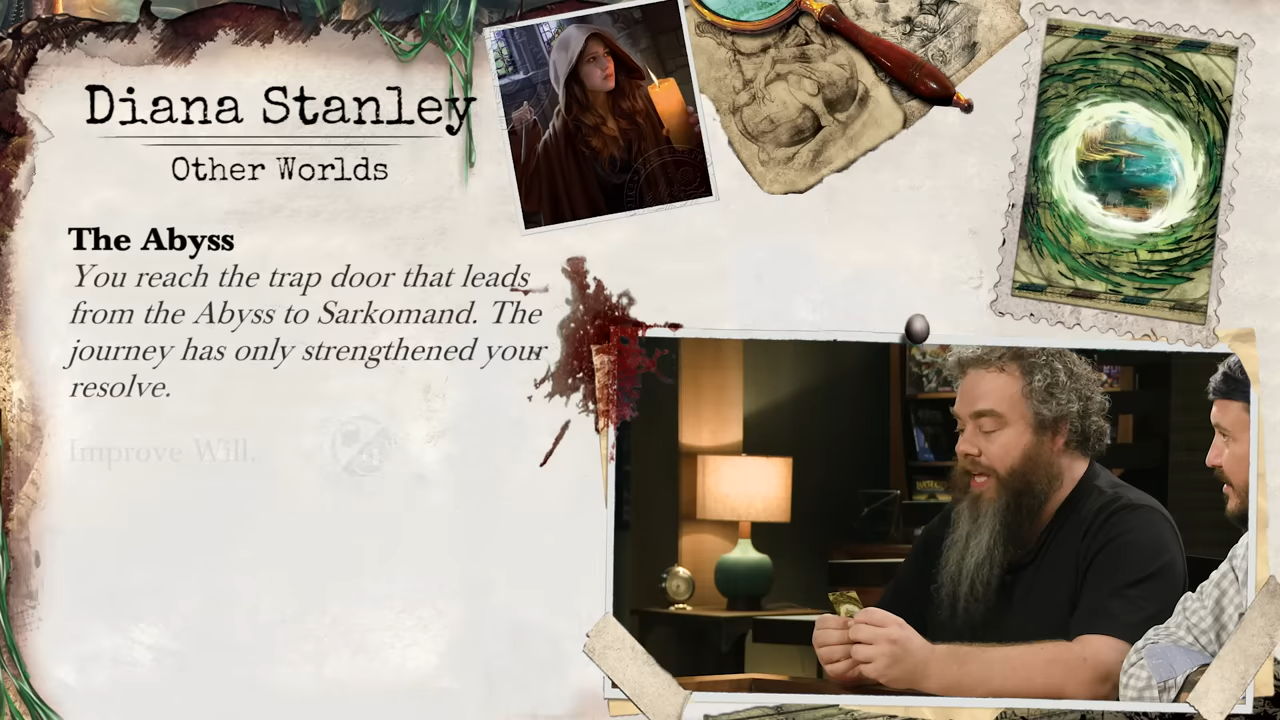 Diana Stanley
Other Worlds
The Abyss
You reach the trap door that leads
from the Abyss to Sarkomand. The
journey has only strengthened your
resolve.
Improve Will.